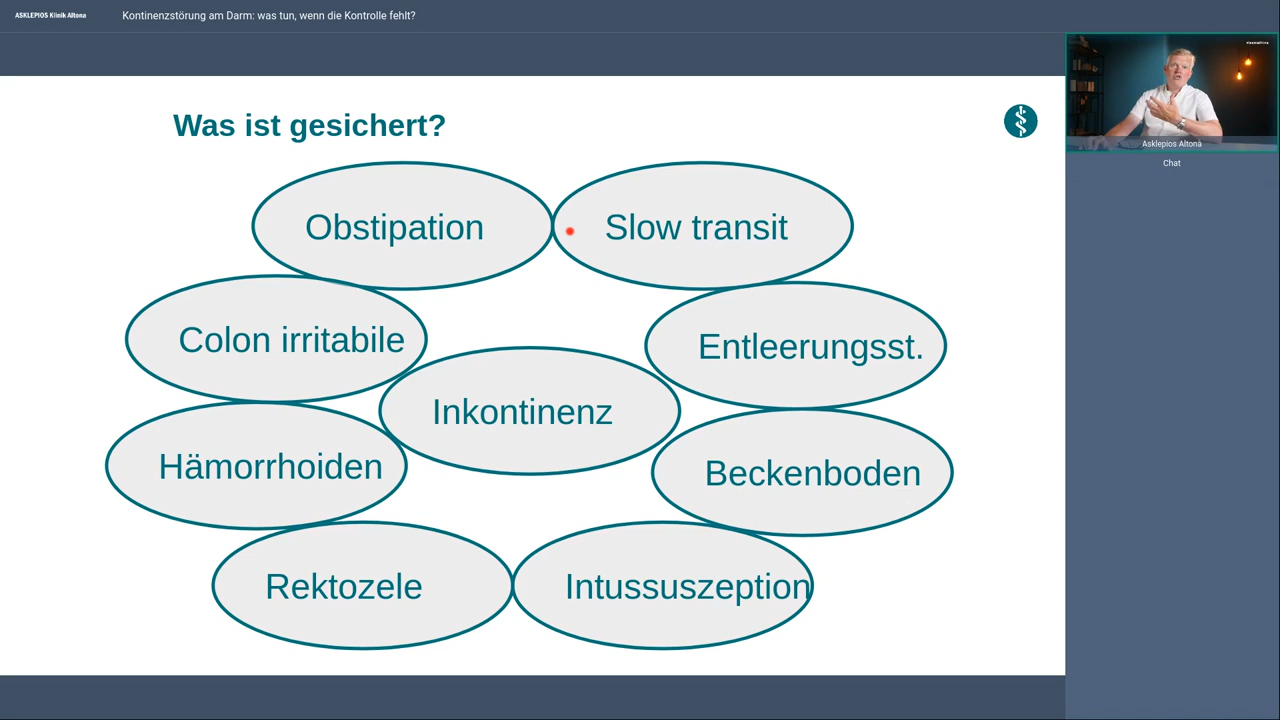 ASKLEPIOS Klinik Altona
Kontinenzstörung am Darm: was tun, wenn die Kontrolle fehlt?
Was ist gesichert?
Obstipation
Slow transit
Colon irritabile
Entleerungsst.
Inkontinenz
Hämorrhoiden
Beckenboden
Rektozele
Intussuszeption
Asklepios Altona
Chat